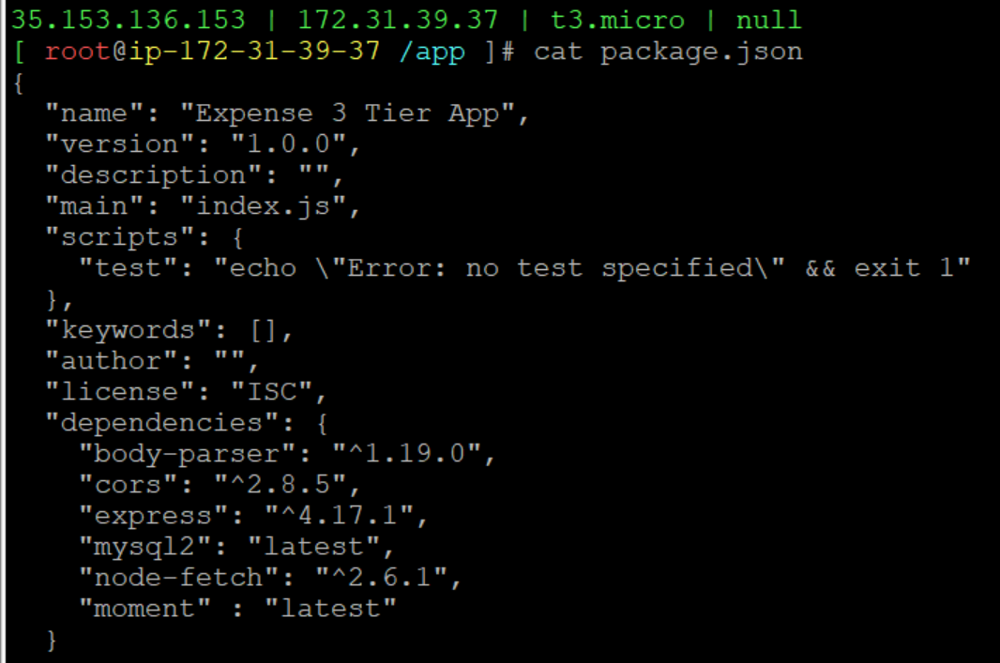 35.153.136.153 | 172.31.39.37 | t3.micro | null
[ root@ip-172-31-39-37 /app ]# cat package.json
{
  "name": "Expense 3 Tier App",
  "version": "1.0.0",
  "description": "",
  "main": "index.js",
  "scripts": {
    "test": "echo \"Error: no test specified\" && exit 1"
  },
  "keywords": [],
  "author": "",
  "license": "ISC",
  "dependencies": {
    "body-parser": "^1.19.0",
    "cors": "^2.8.5",
    "express": "^4.17.1",
    "mysql2": "latest",
    "node-fetch": "^2.6.1",
    "moment" : "latest"
  }